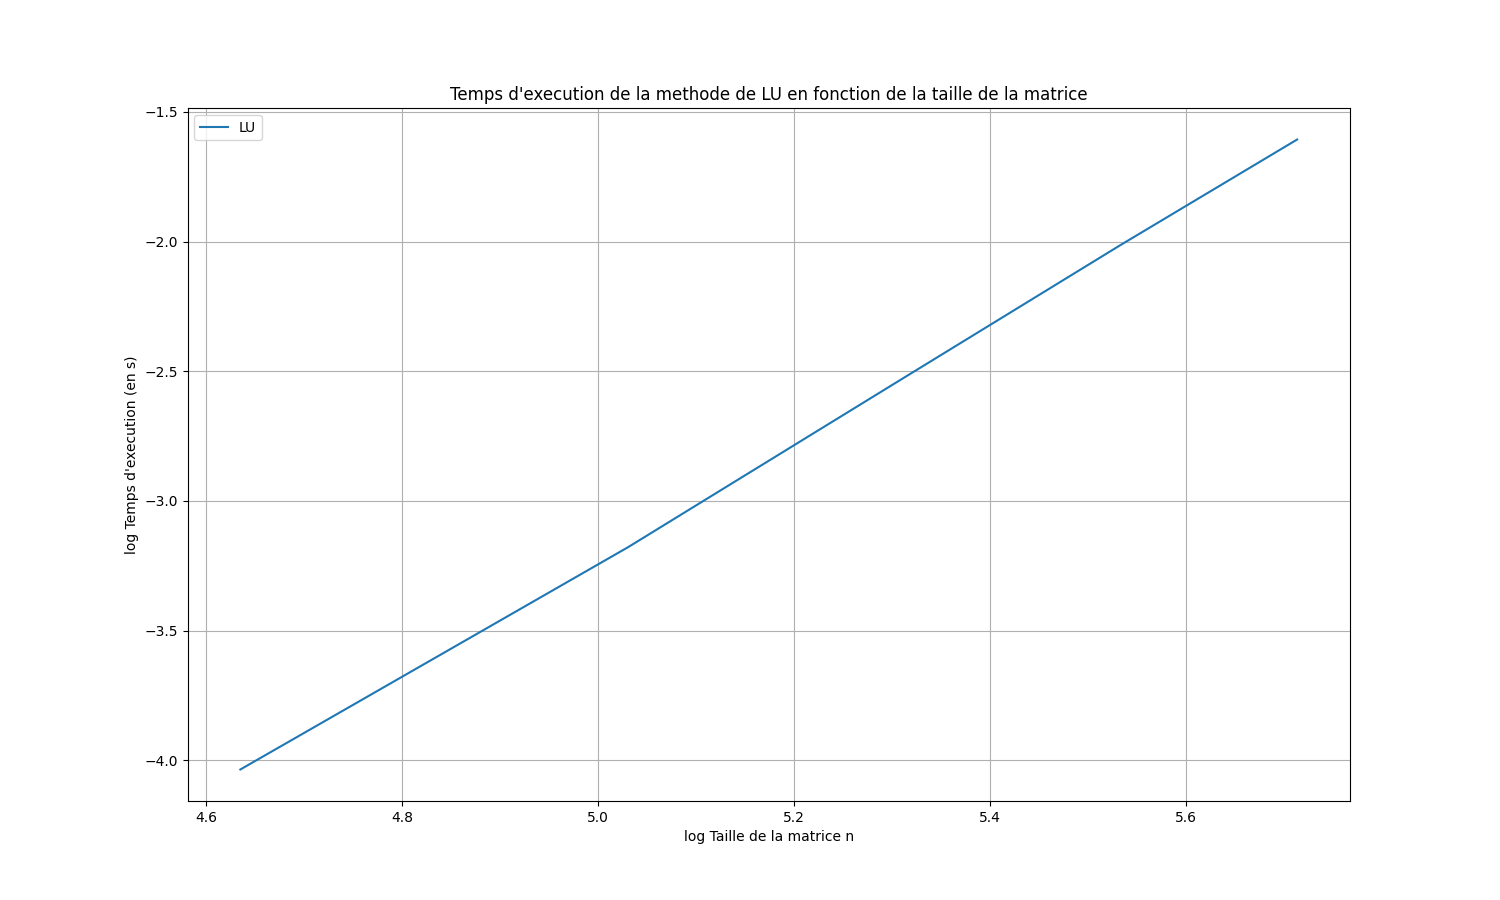 Temps d'execution de la methode de LU en fonction de la taille de la matrice
LU
−1.5
−2.0
−2.5
−3.0
−3.5
−4.0
log Temps d'execution (en s)
4.6 4.8 5.0 5.2 5.4 5.6
log Taille de la matrice n